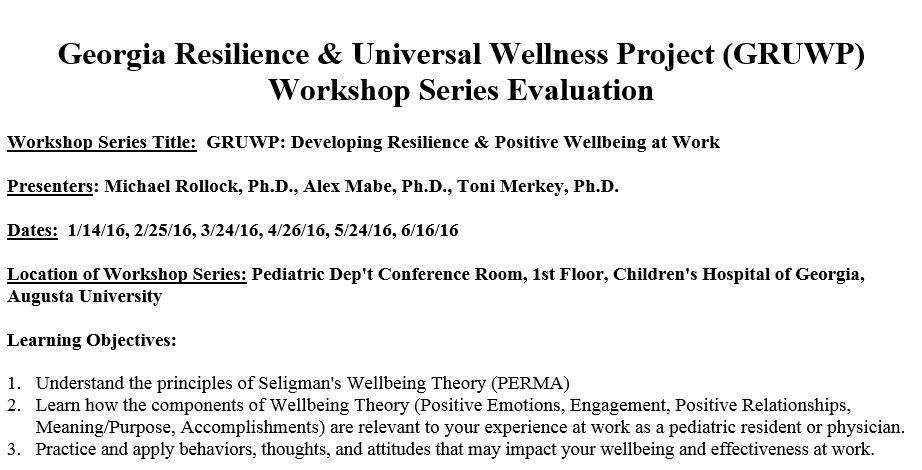 Georgia Resilience & Universal Wellness Project (GRUWP)
Workshop Series Evaluation
Workshop Series Title: GRUWP: Developing Resilience & Positive Wellbeing at Work
Presenters: Michael Rollock, Ph.D., Alex Mabe, Ph.D., Toni Merkey, Ph.D.
Dates: 1/14/16, 2/25/16, 3/24/16, 4/26/16, 5/24/16, 6/16/16
Location of Workshop Series: Pediatric Dep't Conference Room, 1st Floor, Children's Hospital of Georgia,
Augusta University
Learning Objectives:
1. Understand the principles of Seligman's Wellbeing Theory (PERMA)
2. Learn how the components of Wellbeing Theory (Positive Emotions, Engagement, Positive Relationships,
Meaning/Purpose, Accomplishments) are relevant to your experience at work as a pediatric resident or physician.
3. Practice and apply behaviors, thoughts, and attitudes that may impact your wellbeing and effectiveness at work.